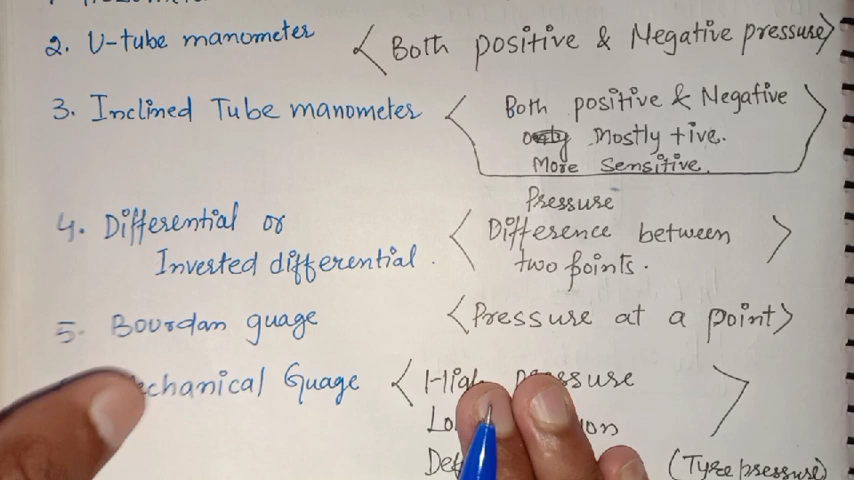 2. U-tube manometer <Both positive & Negative pressure>
3. Inclined Tube manometer < Both positive & Negative
Mostly +ive.
More Sensitive. >
4. Differential or
Inverted differential. < Pressure
Difference between
two points. >
5. Bourdan guage <Pressure at a point>
Guage < High
(Tyre pressure)